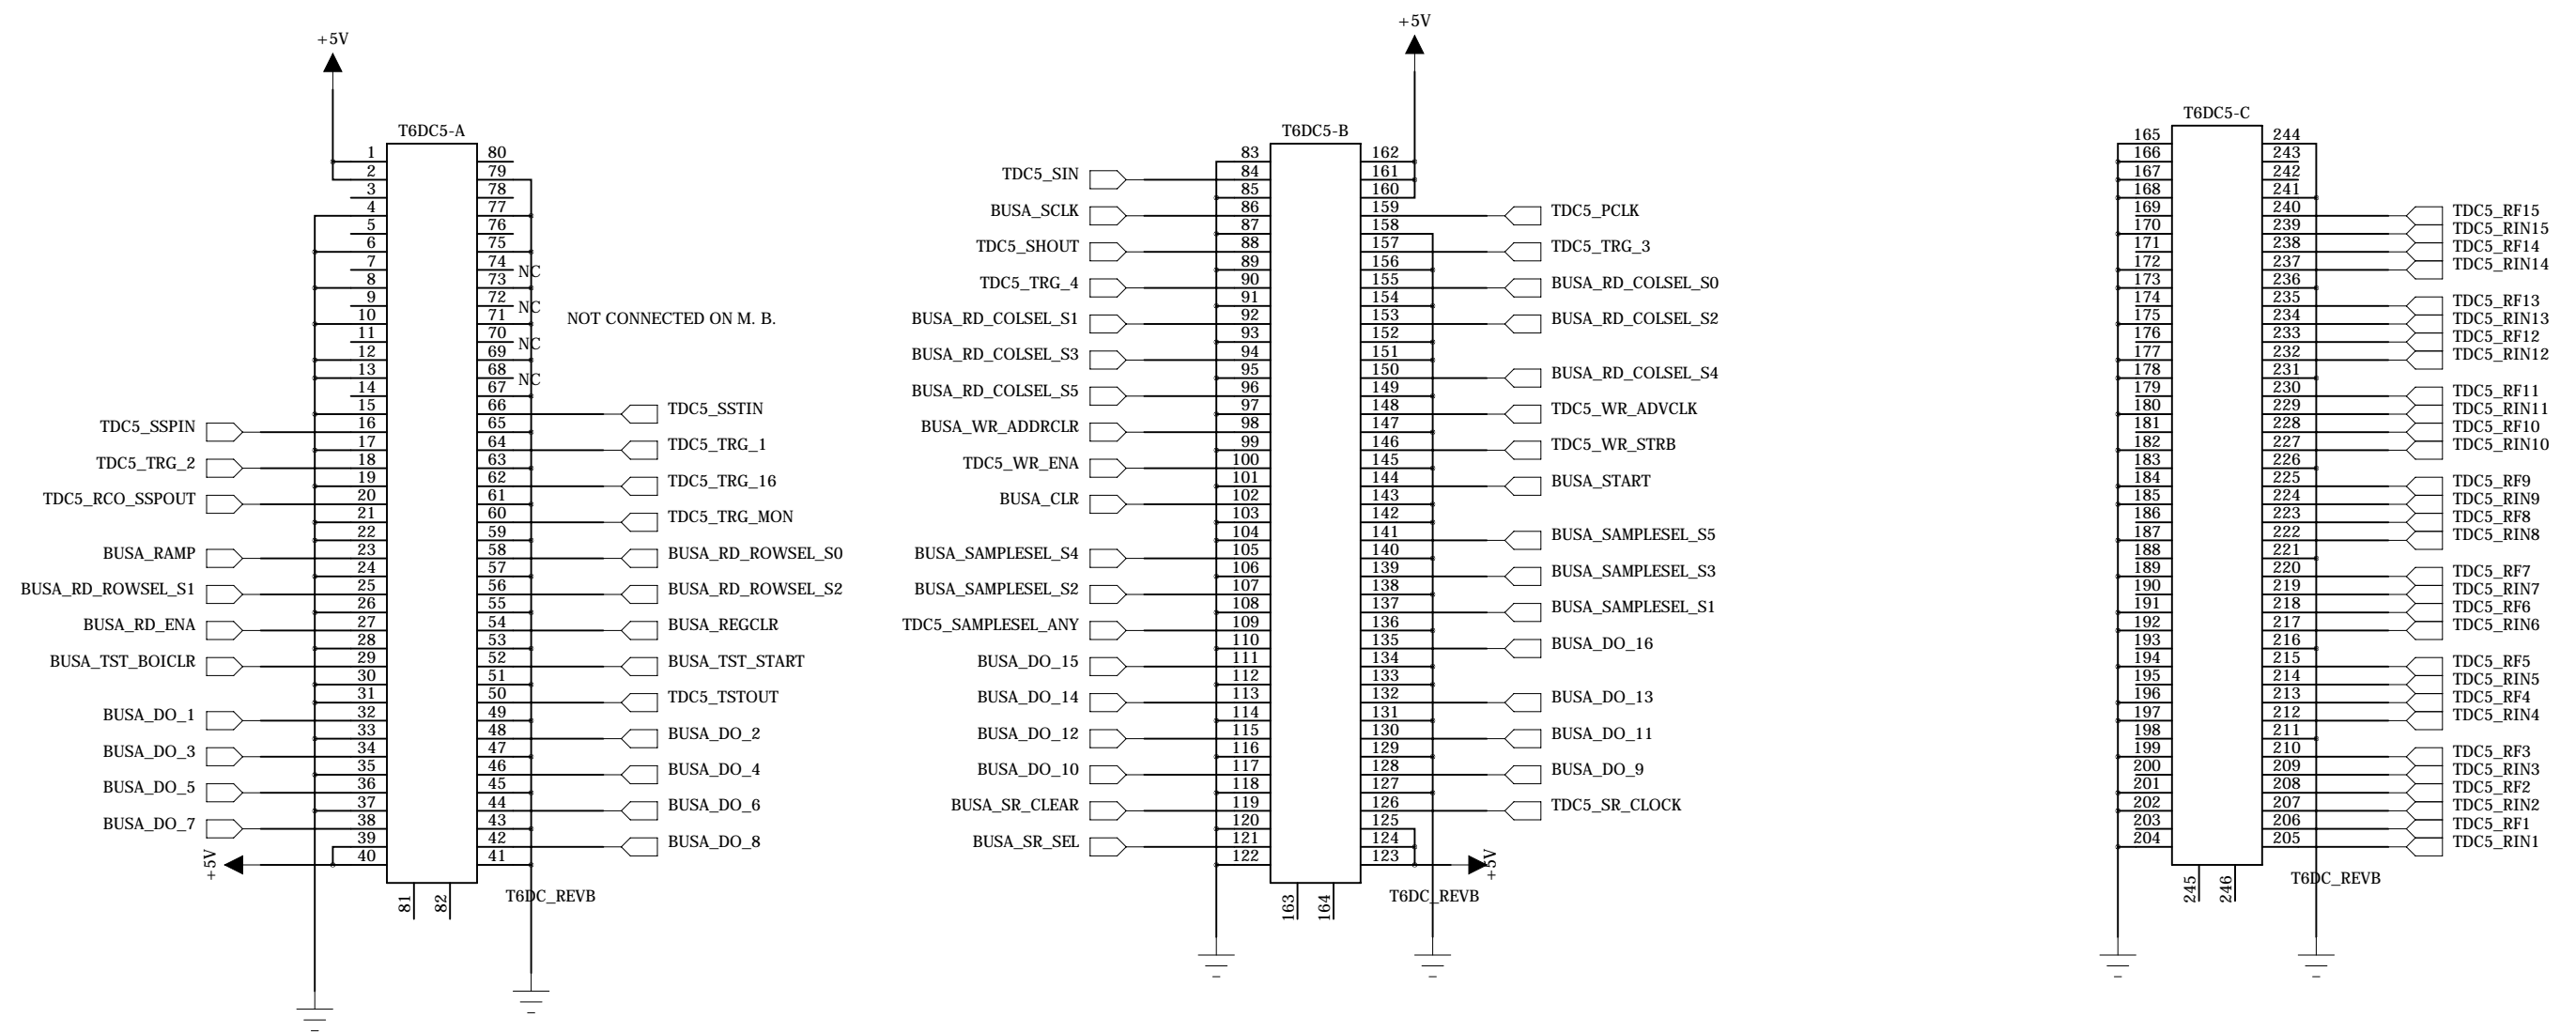 +5V
T6DC5-A
1 80
2 79
3 78
4 77
5 76
6 75
7 74 NC
8 73
9 72 NC
10 71
NOT CONNECTED ON M. B.
11 70 NC
12 69
13 68 NC
14 67
15 66 TDC5_SSTIN
TDC5_SSPIN 16 65
17 64 TDC5_TRG_1
TDC5_TRG_2 18 63
19 62 TDC5_TRG_16
TDC5_RCO_SSPOUT 20 61
21 60 TDC5_TRG_MON
22 59
BUSA_RAMP 23 58 BUSA_RD_ROWSEL_S0
24 57
BUSA_RD_ROWSEL_S1 25 56 BUSA_RD_ROWSEL_S2
26 55
BUSA_RD_ENA 27 54 BUSA_REGCLR
28 53
BUSA_TST_BOICLR 29 52 BUSA_TST_START
30 51
31 50 TDC5_TSTOUT
BUSA_DO_1 32 49
33 48 BUSA_DO_2
BUSA_DO_3 34 47
35 46 BUSA_DO_4
BUSA_DO_5 36 45
37 44 BUSA_DO_6
BUSA_DO_7 38 43
39 42 BUSA_DO_8
+5V 40 41
81 82
T6DC_REVB
+5V
T6DC5-B
83 162
TDC5_SIN 84 161
85 160
BUSA_SCLK 86 159 TDC5_PCLK
87 158
TDC5_SHOUT 88 157 TDC5_TRG_3
89 156
TDC5_TRG_4 90 155 BUSA_RD_COLSEL_S0
91 154
BUSA_RD_COLSEL_S1 92 153 BUSA_RD_COLSEL_S2
93 152
BUSA_RD_COLSEL_S3 94 151
95 150 BUSA_RD_COLSEL_S4
BUSA_RD_COLSEL_S5 96 149
97 148 TDC5_WR_ADVCLK
BUSA_WR_ADDRCLR 98 147
99 146 TDC5_WR_STRB
TDC5_WR_ENA 100 145
101 144 BUSA_START
BUSA_CLR 102 143
103 142
104 141 BUSA_SAMPLESEL_S5
BUSA_SAMPLESEL_S4 105 140
106 139 BUSA_SAMPLESEL_S3
BUSA_SAMPLESEL_S2 107 138
108 137 BUSA_SAMPLESEL_S1
TDC5_SAMPLESEL_ANY 109 136
110 135 BUSA_DO_16
BUSA_DO_15 111 134
112 133
BUSA_DO_14 113 132 BUSA_DO_13
114 131
BUSA_DO_12 115 130 BUSA_DO_11
116 129
BUSA_DO_10 117 128 BUSA_DO_9
118 127
BUSA_SR_CLEAR 119 126 TDC5_SR_CLOCK
120 125
BUSA_SR_SEL 121 124
122 123 +5V
163 164
T6DC_REVB
T6DC5-C
165 244
166 243
167 242
168 241
169 240 TDC5_RF15
170 239 TDC5_RIN15
171 238 TDC5_RF14
172 237 TDC5_RIN14
173 236
174 235 TDC5_RF13
175 234 TDC5_RIN13
176 233 TDC5_RF12
177 232 TDC5_RIN12
178 231
179 230 TDC5_RF11
180 229 TDC5_RIN11
181 228 TDC5_RF10
182 227 TDC5_RIN10
183 226
184 225 TDC5_RF9
185 224 TDC5_RIN9
186 223 TDC5_RF8
187 222 TDC5_RIN8
188 221
189 220 TDC5_RF7
190 219 TDC5_RIN7
191 218 TDC5_RF6
192 217 TDC5_RIN6
193 216
194 215 TDC5_RF5
195 214 TDC5_RIN5
196 213 TDC5_RF4
197 212 TDC5_RIN4
198 211
199 210 TDC5_RF3
200 209 TDC5_RIN3
201 208 TDC5_RF2
202 207 TDC5_RIN2
203 206 TDC5_RF1
204 205 TDC5_RIN1
245 246
T6DC_REVB